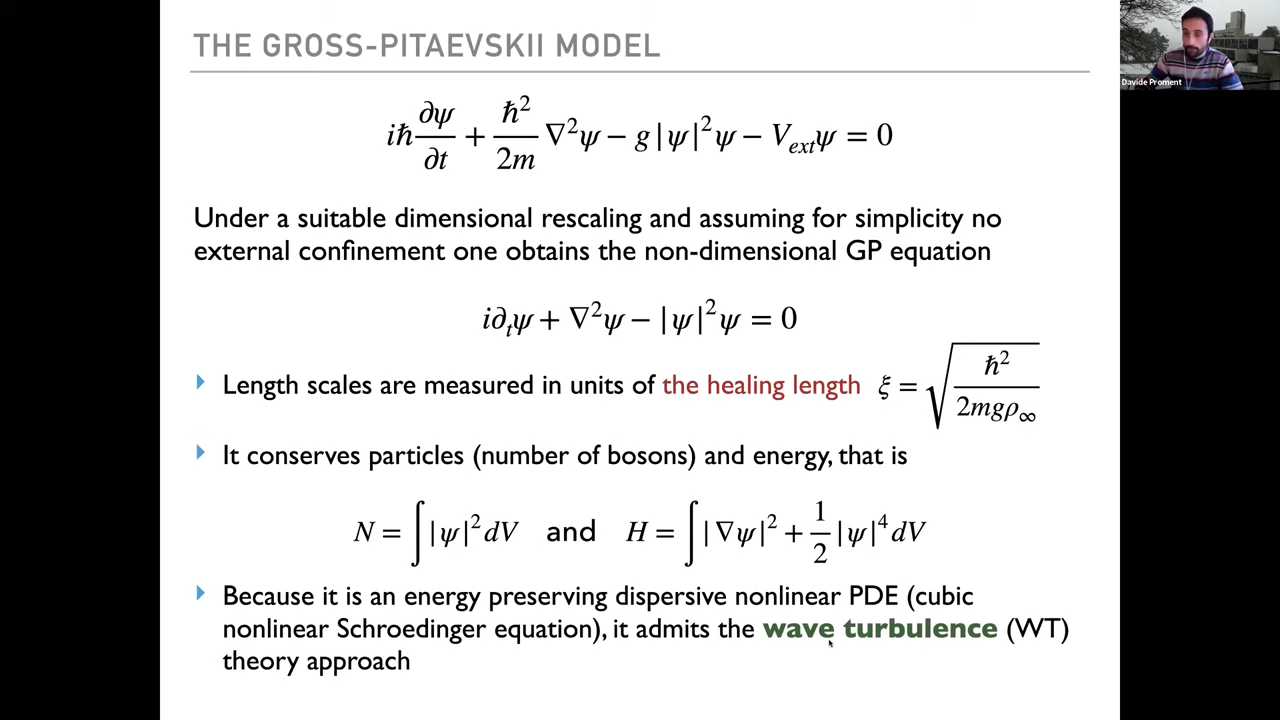 THE GROSS-PITAEVSKII MODEL
iℏ ∂ψ/∂t + ℏ²/2m ∇²ψ − g|ψ|²ψ − V_ext ψ = 0
Under a suitable dimensional rescaling and assuming for simplicity no
external confinement one obtains the non-dimensional GP equation
i∂_tψ + ∇²ψ − |ψ|²ψ = 0
Length scales are measured in units of the healing length ξ = √(ℏ²/2mgρ_∞)
It conserves particles (number of bosons) and energy, that is
N = ∫|ψ|² dV and H = ∫|∇ψ|² + 1/2|ψ|⁴ dV
Because it is an energy preserving dispersive nonlinear PDE (cubic
nonlinear Schroedinger equation), it admits the wave turbulence (WT)
theory approach
Davide Proment